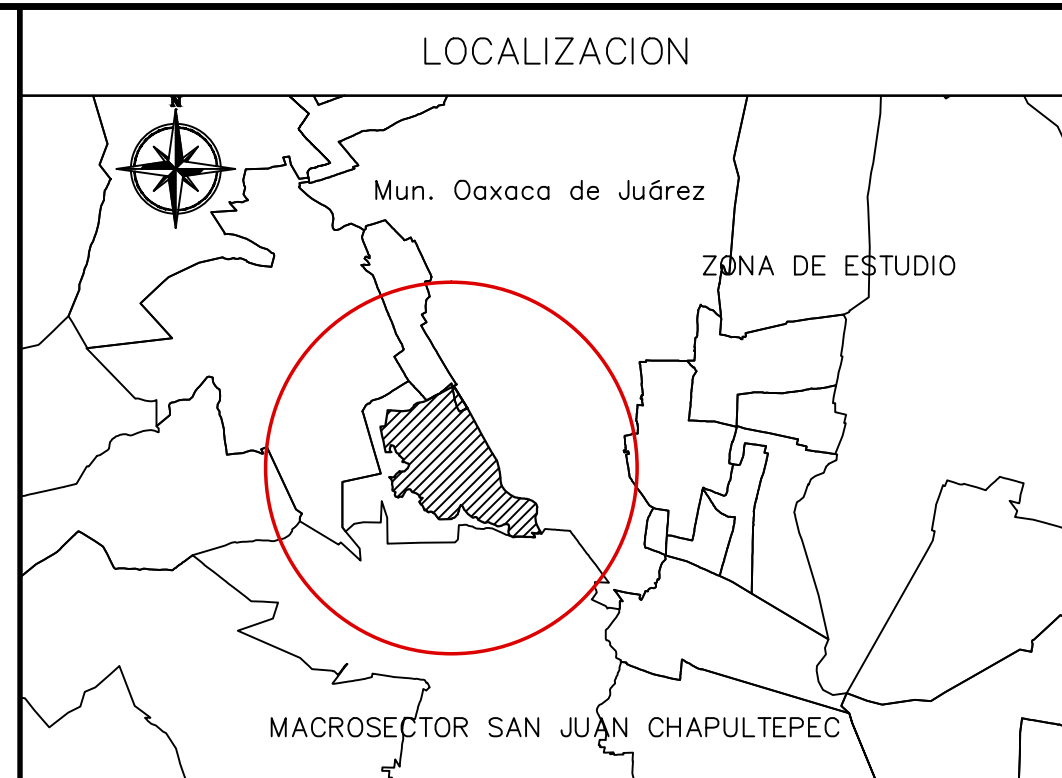 LOCALIZACION
N
Mun. Oaxaca de Juárez
ZONA DE ESTUDIO
MACROSECTOR SAN JUAN CHAPULTEPEC